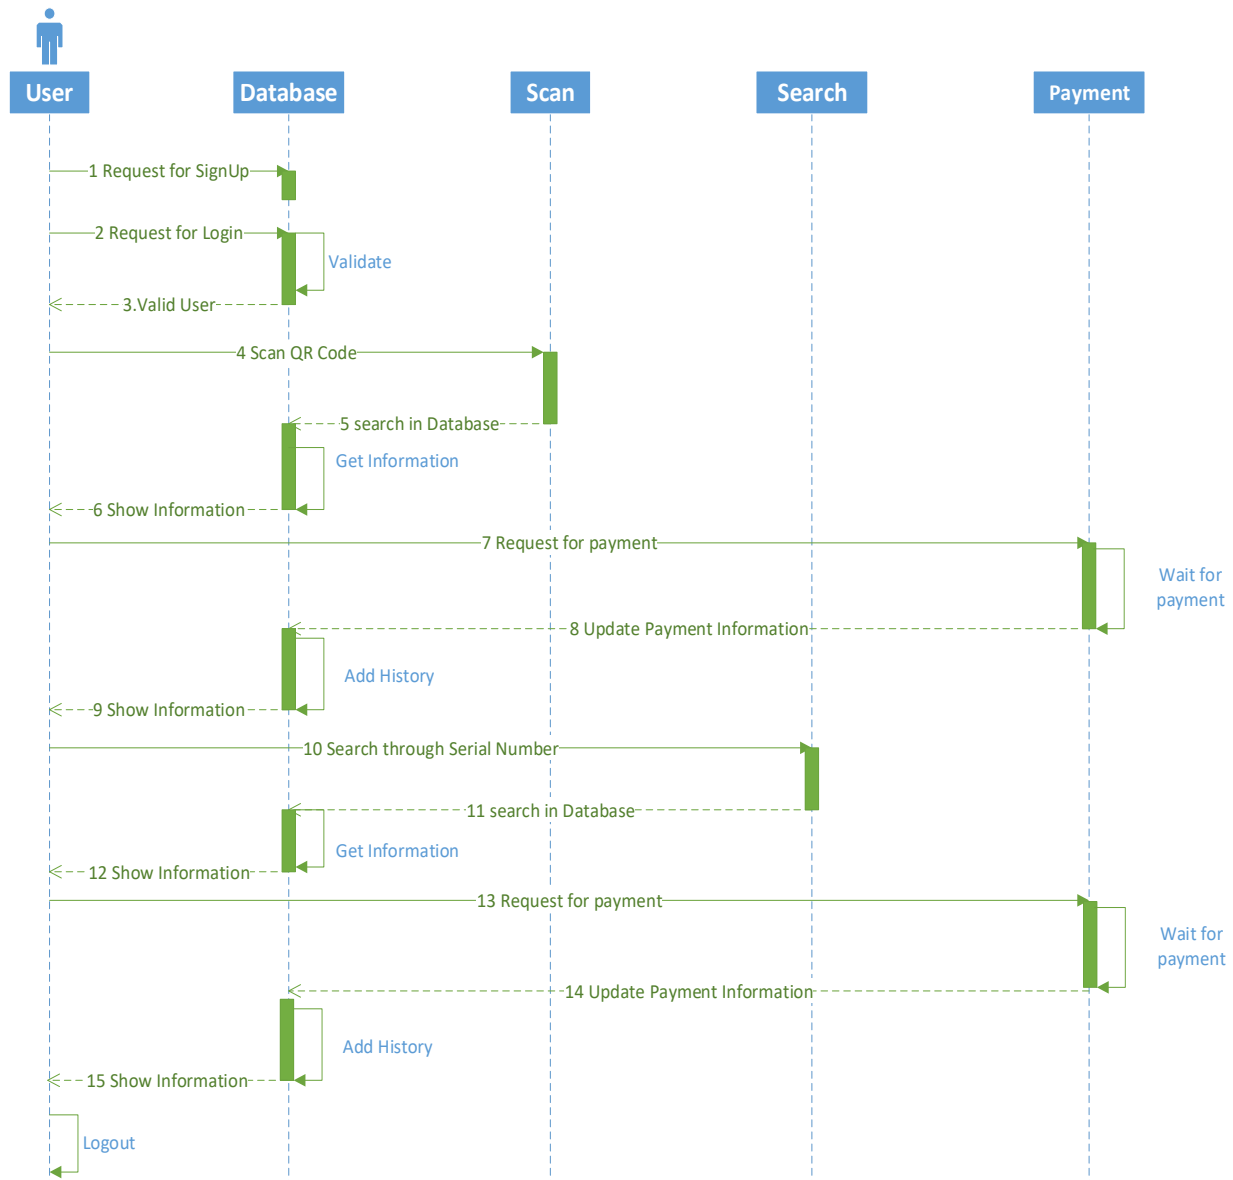 User
Database
Scan
Search
Payment
1 Request for SignUp
2 Request for Login
Validate
3.Valid User
4 Scan QR Code
5 search in Database
Get Information
6 Show Information
7 Request for payment
Wait for
payment
8 Update Payment Information
Add History
9 Show Information
10 Search through Serial Number
11 search in Database
Get Information
12 Show Information
13 Request for payment
Wait for
payment
14 Update Payment Information
Add History
15 Show Information
Logout